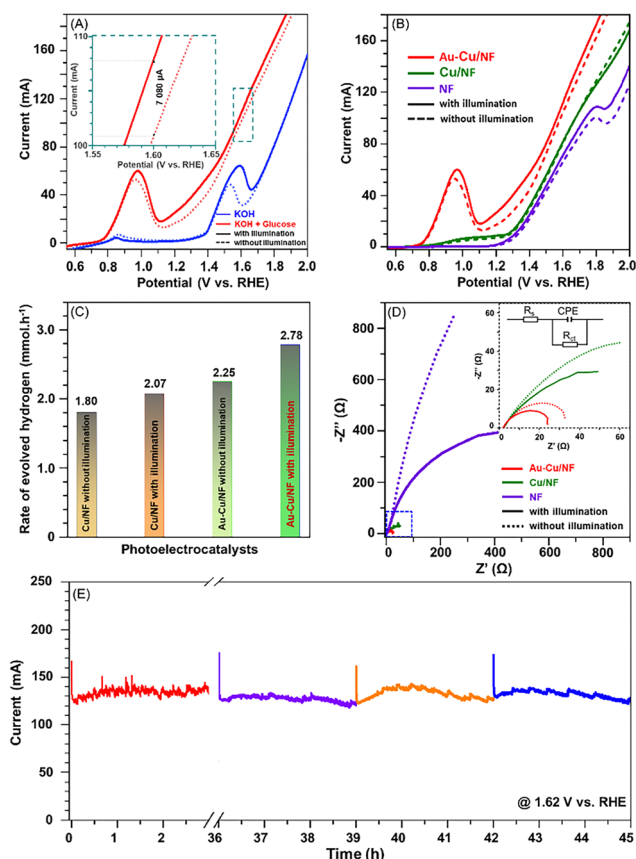 (A)
Current (mA)
160
120
80
40
0
0.6 0.8 1.0 1.2 1.4 1.6 1.8 2.0
Potential (V vs. RHE)
Current (mA)
110
100
1.55 1.60 1.65
Potential (V vs. RHE)
7 080 µA
KOH
KOH + Glucose
with illumination
without illumination
(B)
Current (mA)
160
120
80
40
0
0.6 0.8 1.0 1.2 1.4 1.6 1.8 2.0
Potential (V vs. RHE)
Au-Cu/NF
Cu/NF
NF
with illumination
without illumination
(C)
Rate of evolved hydrogen (mmol.h⁻¹)
3.0
2.0
1.0
0.0
1.80
2.07
2.25
2.78
Cu/NF without illumination
Cu/NF with illumination
Au-Cu/NF without illumination
Au-Cu/NF with illumination
Photoelectrocatalysts
(D)
-Z'' (Ω)
800
600
400
200
0
0 200 400 600 800
Z' (Ω)
-Z'' (Ω)
-60
-40
-20
0
0 20 40 60
Z' (Ω)
Rs
CPE
Rct
Au-Cu/NF
Cu/NF
NF
with illumination
without illumination
(E)
Current (mA)
250
200
150
100
50
0
0 1 2 3 36 37 38 39 40 41 42 43 44 45
Time (h)
@ 1.62 V vs. RHE